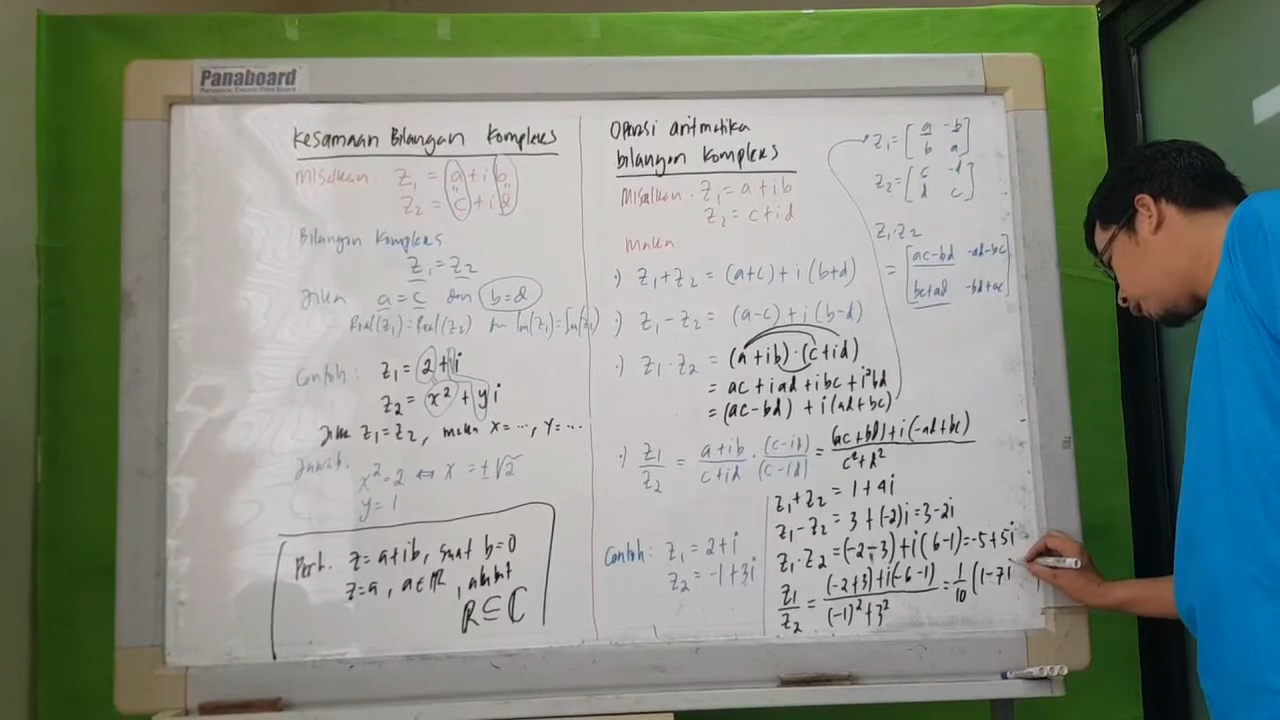 Panaboard
Kesamaan Bilangan Kompleks
Misalkan. Z₁ = a + ib
Z₂ = c + id
Bilangan Kompleks
Z₁ = Z₂
Jika a = c dan b = d
Real(Z₁) = Real(Z₂) dan Im(Z₁) = Im(Z₂)
Contoh: Z₁ = 2 + 1i
Z₂ = x² + yi
Jika Z₁ = Z₂, maka x = ..., y = ...
Jawab.
x² = 2 ↔ x = ±√2
y = 1
Perh. Z = a + ib, saat b = 0
Z = a, a ∈ ℝ, akibat
ℝ ⊆ ℂ
Operasi aritmatika
bilangan kompleks
Misalkan. Z₁ = a + ib
Z₂ = c + id
maka
•) Z₁ + Z₂ = (a+c) + i(b+d)
•) Z₁ - Z₂ = (a-c) + i(b-d)
•) Z₁ · Z₂ = (a+ib)·(c+id)
= ac + iad + ibc + i²bd
= (ac-bd) + i(ad+bc)
•) Z₁/Z₂ = (a+ib)/(c+id) · (c-id)/(c-id) = ((ac+bd) + i(-ad+bc))/(c²+d²)
Contoh: Z₁ = 2 + i
Z₂ = -1 + 3i
Z₁ + Z₂ = 1 + 4i
Z₁ - Z₂ = 3 + (-2)i = 3 - 2i
Z₁ · Z₂ = (-2-3) + i(6-1) = -5 + 5i
Z₁/Z₂ = ((-2+3) + i(-6-1))/((-1)² + 3²) = 1/10 (1 - 7i
Z₁ = [a -b]
[b a]
Z₂ = [c -d]
[d c]
Z₁ · Z₂
= [ac-bd -ad-bc]
[bc+ad -bd+ac]